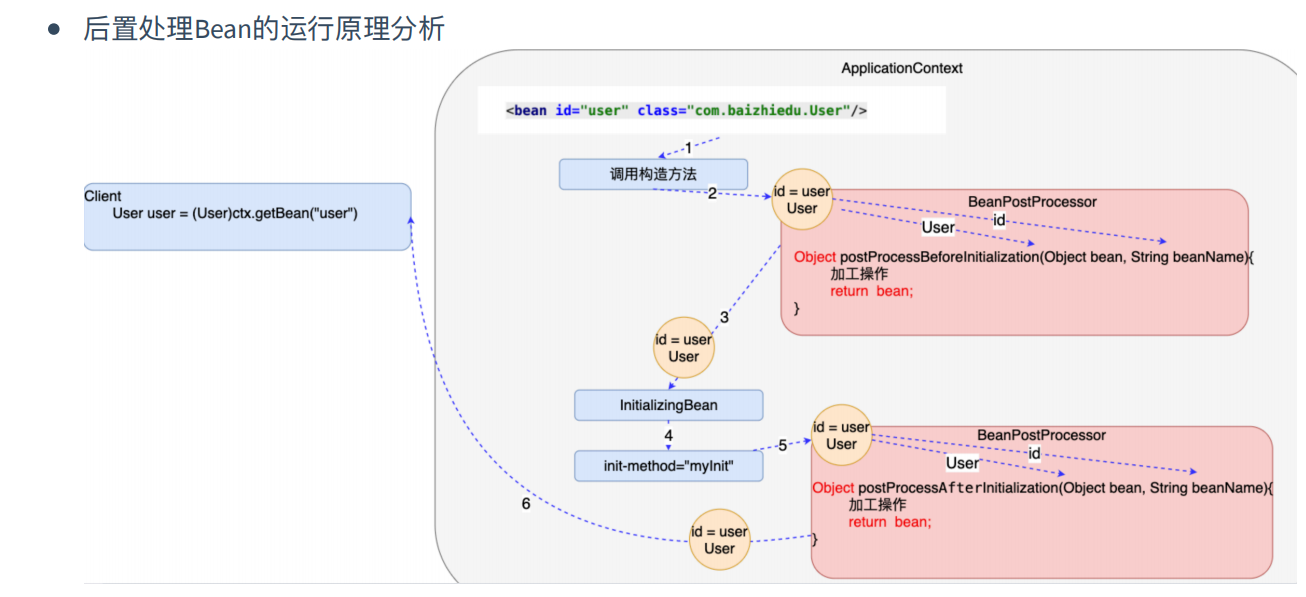 后置处理Bean的运行原理分析
ApplicationContext
<bean id="user" class="com.baizhiedu.User"/>
1
调用构造方法
2
Client
User user = (User)ctx.getBean("user")
id = user
User
BeanPostProcessor
id
User
Object postProcessBeforeInitialization(Object bean, String beanName){
加工操作
return bean;
}
3
id = user
User
InitializingBean
4
init-method="myInit"
5
id = user
User
BeanPostProcessor
id
User
Object postProcessAfterInitialization(Object bean, String beanName){
加工操作
return bean;
}
6
id = user
User